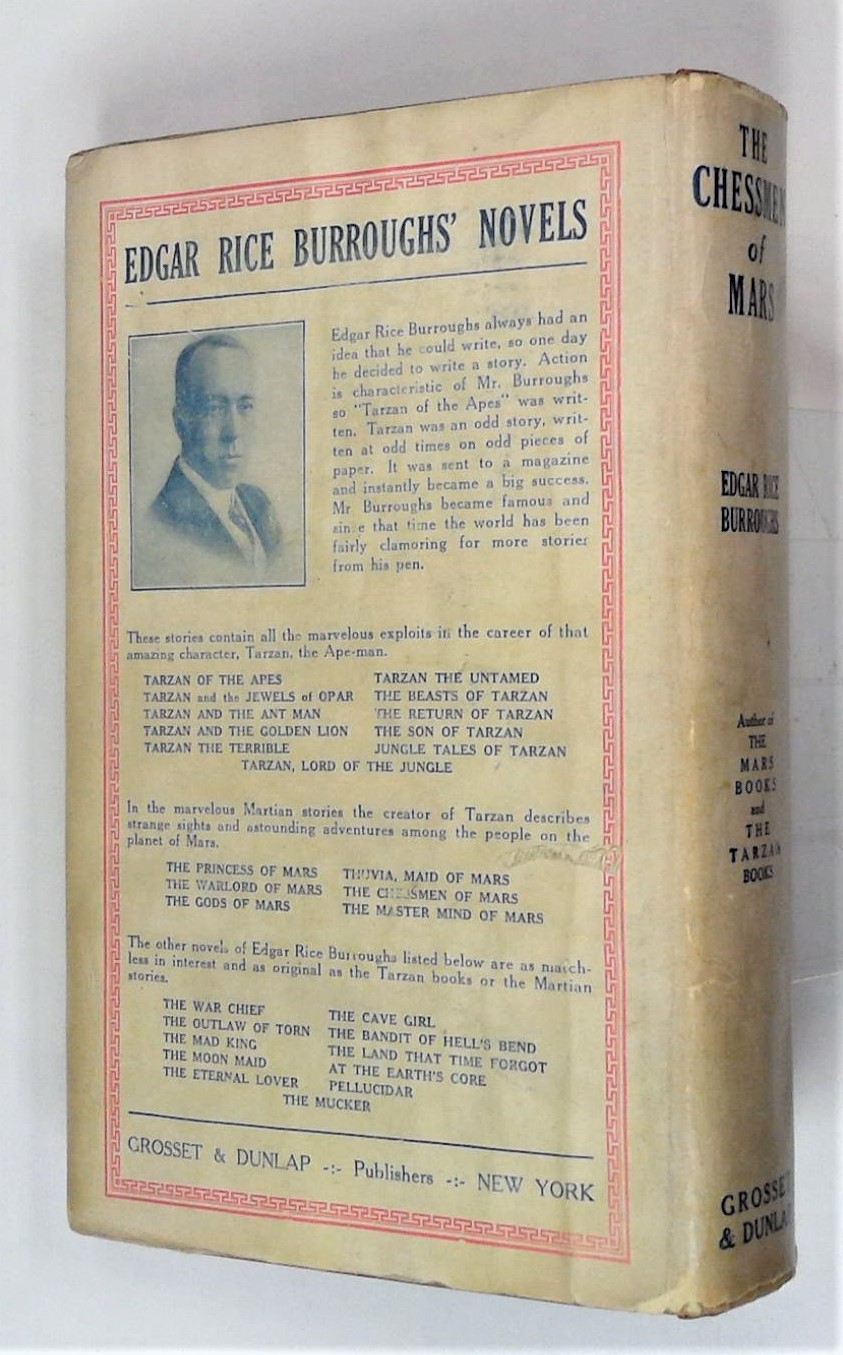 EDGAR RICE BURROUGHS' NOVELS
Edgar Rice Burroughs always had an
idea that he could write, so one day
he decided to write a story. Action
is characteristic of Mr. Burroughs
so "Tarzan of the Apes" was writ-
ten. Tarzan was an odd story, writ-
ten at odd times on odd pieces of
paper. It was sent to a magazine
and instantly became a big success.
Mr Burroughs became famous and
since that time the world has been
fairly clamoring for more stories
from his pen.
These stories contain all the marvelous exploits in the career of that
amazing character, Tarzan, the Ape-man.
TARZAN OF THE APES
TARZAN and the JEWELS of OPAR
TARZAN AND THE ANT MAN
TARZAN AND THE GOLDEN LION
TARZAN THE TERRIBLE
TARZAN THE UNTAMED
THE BEASTS OF TARZAN
THE RETURN OF TARZAN
THE SON OF TARZAN
JUNGLE TALES OF TARZAN
TARZAN, LORD OF THE JUNGLE
In the marvelous Martian stories the creator of Tarzan describes
strange sights and astounding adventures among the people on the
planet of Mars.
THE PRINCESS OF MARS
THE WARLORD OF MARS
THE GODS OF MARS
THUVIA, MAID OF MARS
THE CHESSMEN OF MARS
THE MASTER MIND OF MARS
The other novels of Edgar Rice Burroughs listed below are as match-
less in interest and as original as the Tarzan books or the Martian
stories.
THE WAR CHIEF
THE OUTLAW OF TORN
THE MAD KING
THE MOON MAID
THE ETERNAL LOVER
THE CAVE GIRL
THE BANDIT OF HELL'S BEND
THE LAND THAT TIME FORGOT
AT THE EARTH'S CORE
PELLUCIDAR
THE MUCKER
GROSSET & DUNLAP -:- Publishers -:- NEW YORK
THE
CHESSMEN
of
MARS
EDGAR RICE
BURROUGHS
Author of
THE
MARS
BOOKS
and
THE
TARZAN
BOOKS
GROSSET
& DUNLAP